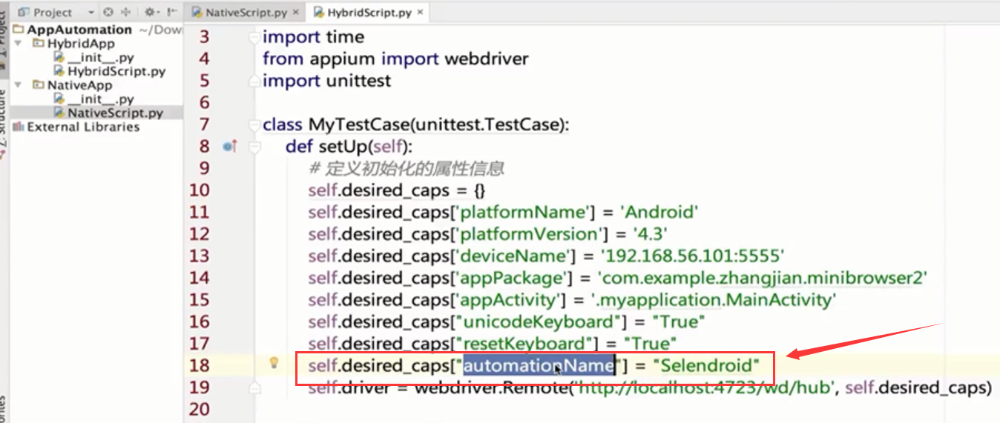 Project
NativeScript.py
HybridScript.py
AppAutomation ~/Dow
HybridApp
__init__.py
HybridScript.py
NativeApp
__init__.py
NativeScript.py
External Libraries
3 import time
4 from appium import webdriver
5 import unittest
6
7 class MyTestCase(unittest.TestCase):
8 def setUp(self):
9 # 定义初始化的属性信息
10 self.desired_caps = {}
11 self.desired_caps['platformName'] = 'Android'
12 self.desired_caps['platformVersion'] = '4.3'
13 self.desired_caps['deviceName'] = '192.168.56.101:5555'
14 self.desired_caps['appPackage'] = 'com.example.zhangjian.minibrowser2'
15 self.desired_caps['appActivity'] = '.myapplication.MainActivity'
16 self.desired_caps["unicodeKeyboard"] = "True"
17 self.desired_caps["resetKeyboard"] = "True"
18 self.desired_caps["automationName"] = "Selendroid"
19 self.driver = webdriver.Remote('http://localhost:4723/wd/hub', self.desired_caps)
20